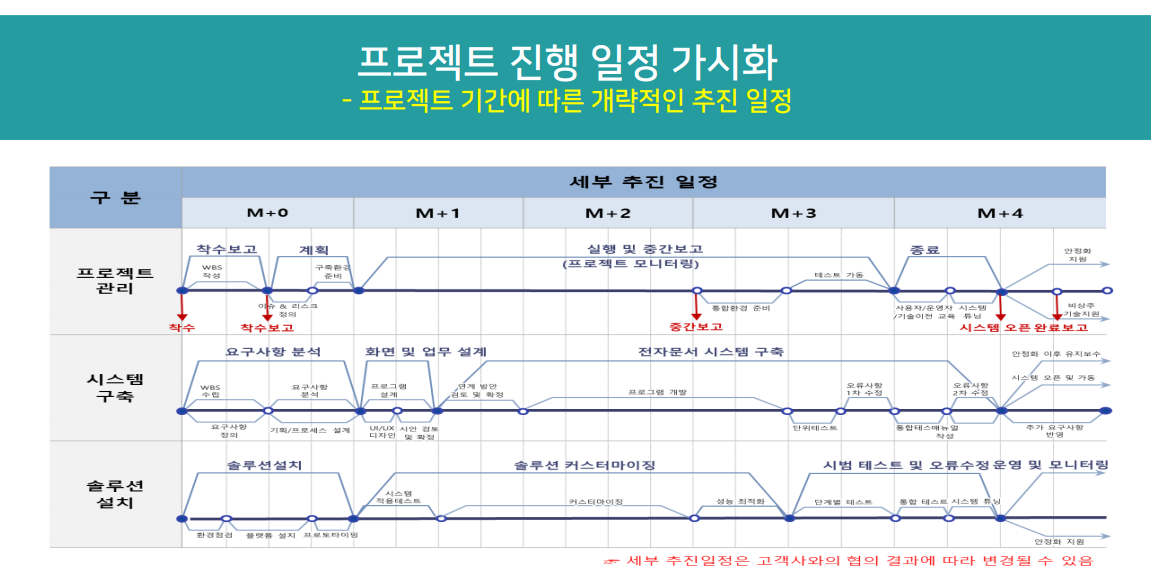 프로젝트 진행 일정 가시화
- 프로젝트 기간에 따른 개략적인 추진 일정
구 분
세부 추진 일정
M+0
M+1
M+2
M+3
M+4
프로젝트
관리
착수보고
계획
실행 및 중간보고
(프로젝트 모니터링)
종료
안정화
지원
WBS
작성
구축환경
준비
테스트 가동
이슈 & 리스크
정의
통합환경 준비
사용자/운영자
/기술이전 교육
시스템
튜닝
비상주
기술지원
착수
착수보고
중간보고
시스템 오픈
완료보고
시스템
구축
요구사항 분석
화면 및 업무 설계
전자문서 시스템 구축
안정화 이후 유지보수
시스템 오픈 및 가동
WBS
수립
요구사항
분석
프로그램
설계
연계 방안
검토 및 확정
프로그램 개발
오류사항
1차 수정
오류사항
2차 수정
요구사항
정의
기획/프로세스 설계
UI/UX
디자인
시안 검토
및 확정
단위테스트
통합테스트
매뉴얼
작성
추가 요구사항
반영
솔루션
설치
솔루션설치
솔루션 커스터마이징
시범 테스트 및 오류수정
운영 및 모니터링
시스템
적용테스트
커스터마이징
성능 최적화
단계별 테스트
통합 테스트
시스템 튜닝
환경점검
플랫폼 설치
프로토타이핑
안정화 지원
☞ 세부 추진일정은 고객사와의 협의 결과에 따라 변경될 수 있음